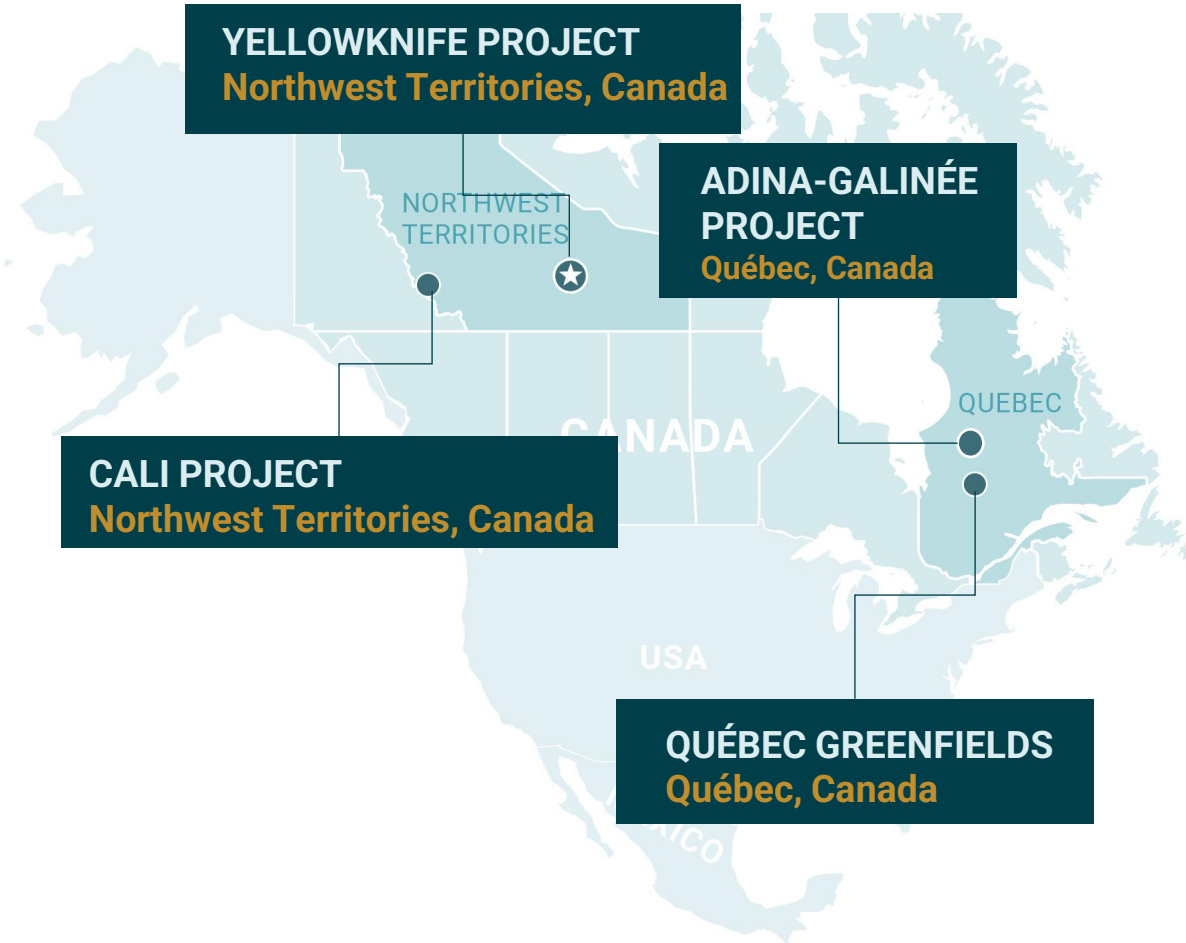 YELLOWKNIFE PROJECT
Northwest Territories, Canada
NORTHWEST
TERRITORIES
ADINA-GALINÉE
PROJECT
Québec, Canada
QUEBEC
CANADA
CALI PROJECT
Northwest Territories, Canada
USA
QUÉBEC GREENFIELDS
Québec, Canada
MEXICO